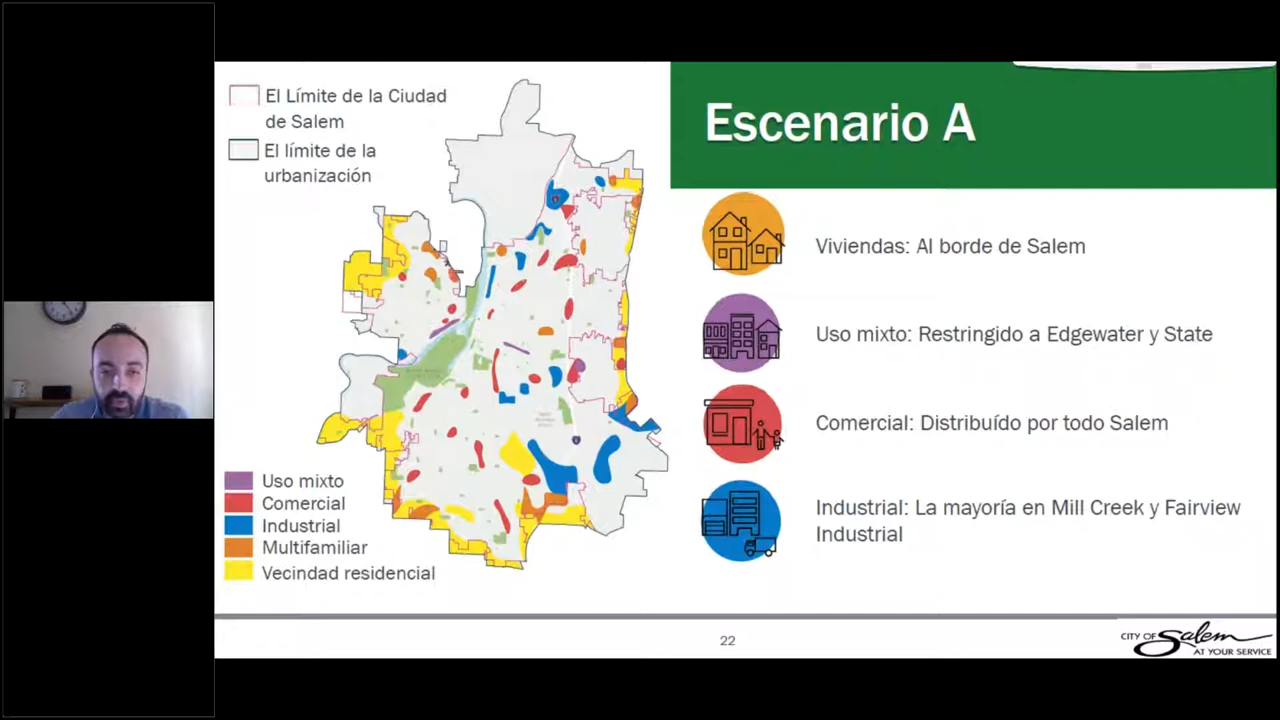 El Límite de la Ciudad
de Salem
El límite de la
urbanización
Uso mixto
Comercial
Industrial
Multifamiliar
Vecindad residencial
Escenario A
Viviendas: Al borde de Salem
Uso mixto: Restringido a Edgewater y State
Comercial: Distribuído por todo Salem
Industrial: La mayoría en Mill Creek y Fairview
Industrial
22
CITY OF Salem
AT YOUR SERVICE